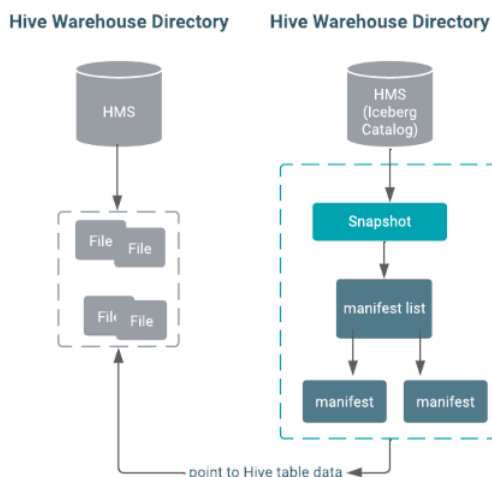 Hive Warehouse Directory
Hive Warehouse Directory
HMS
HMS
(Iceberg
Catalog)
File
File
File
File
Snapshot
manifest list
manifest
manifest
point to Hive table data